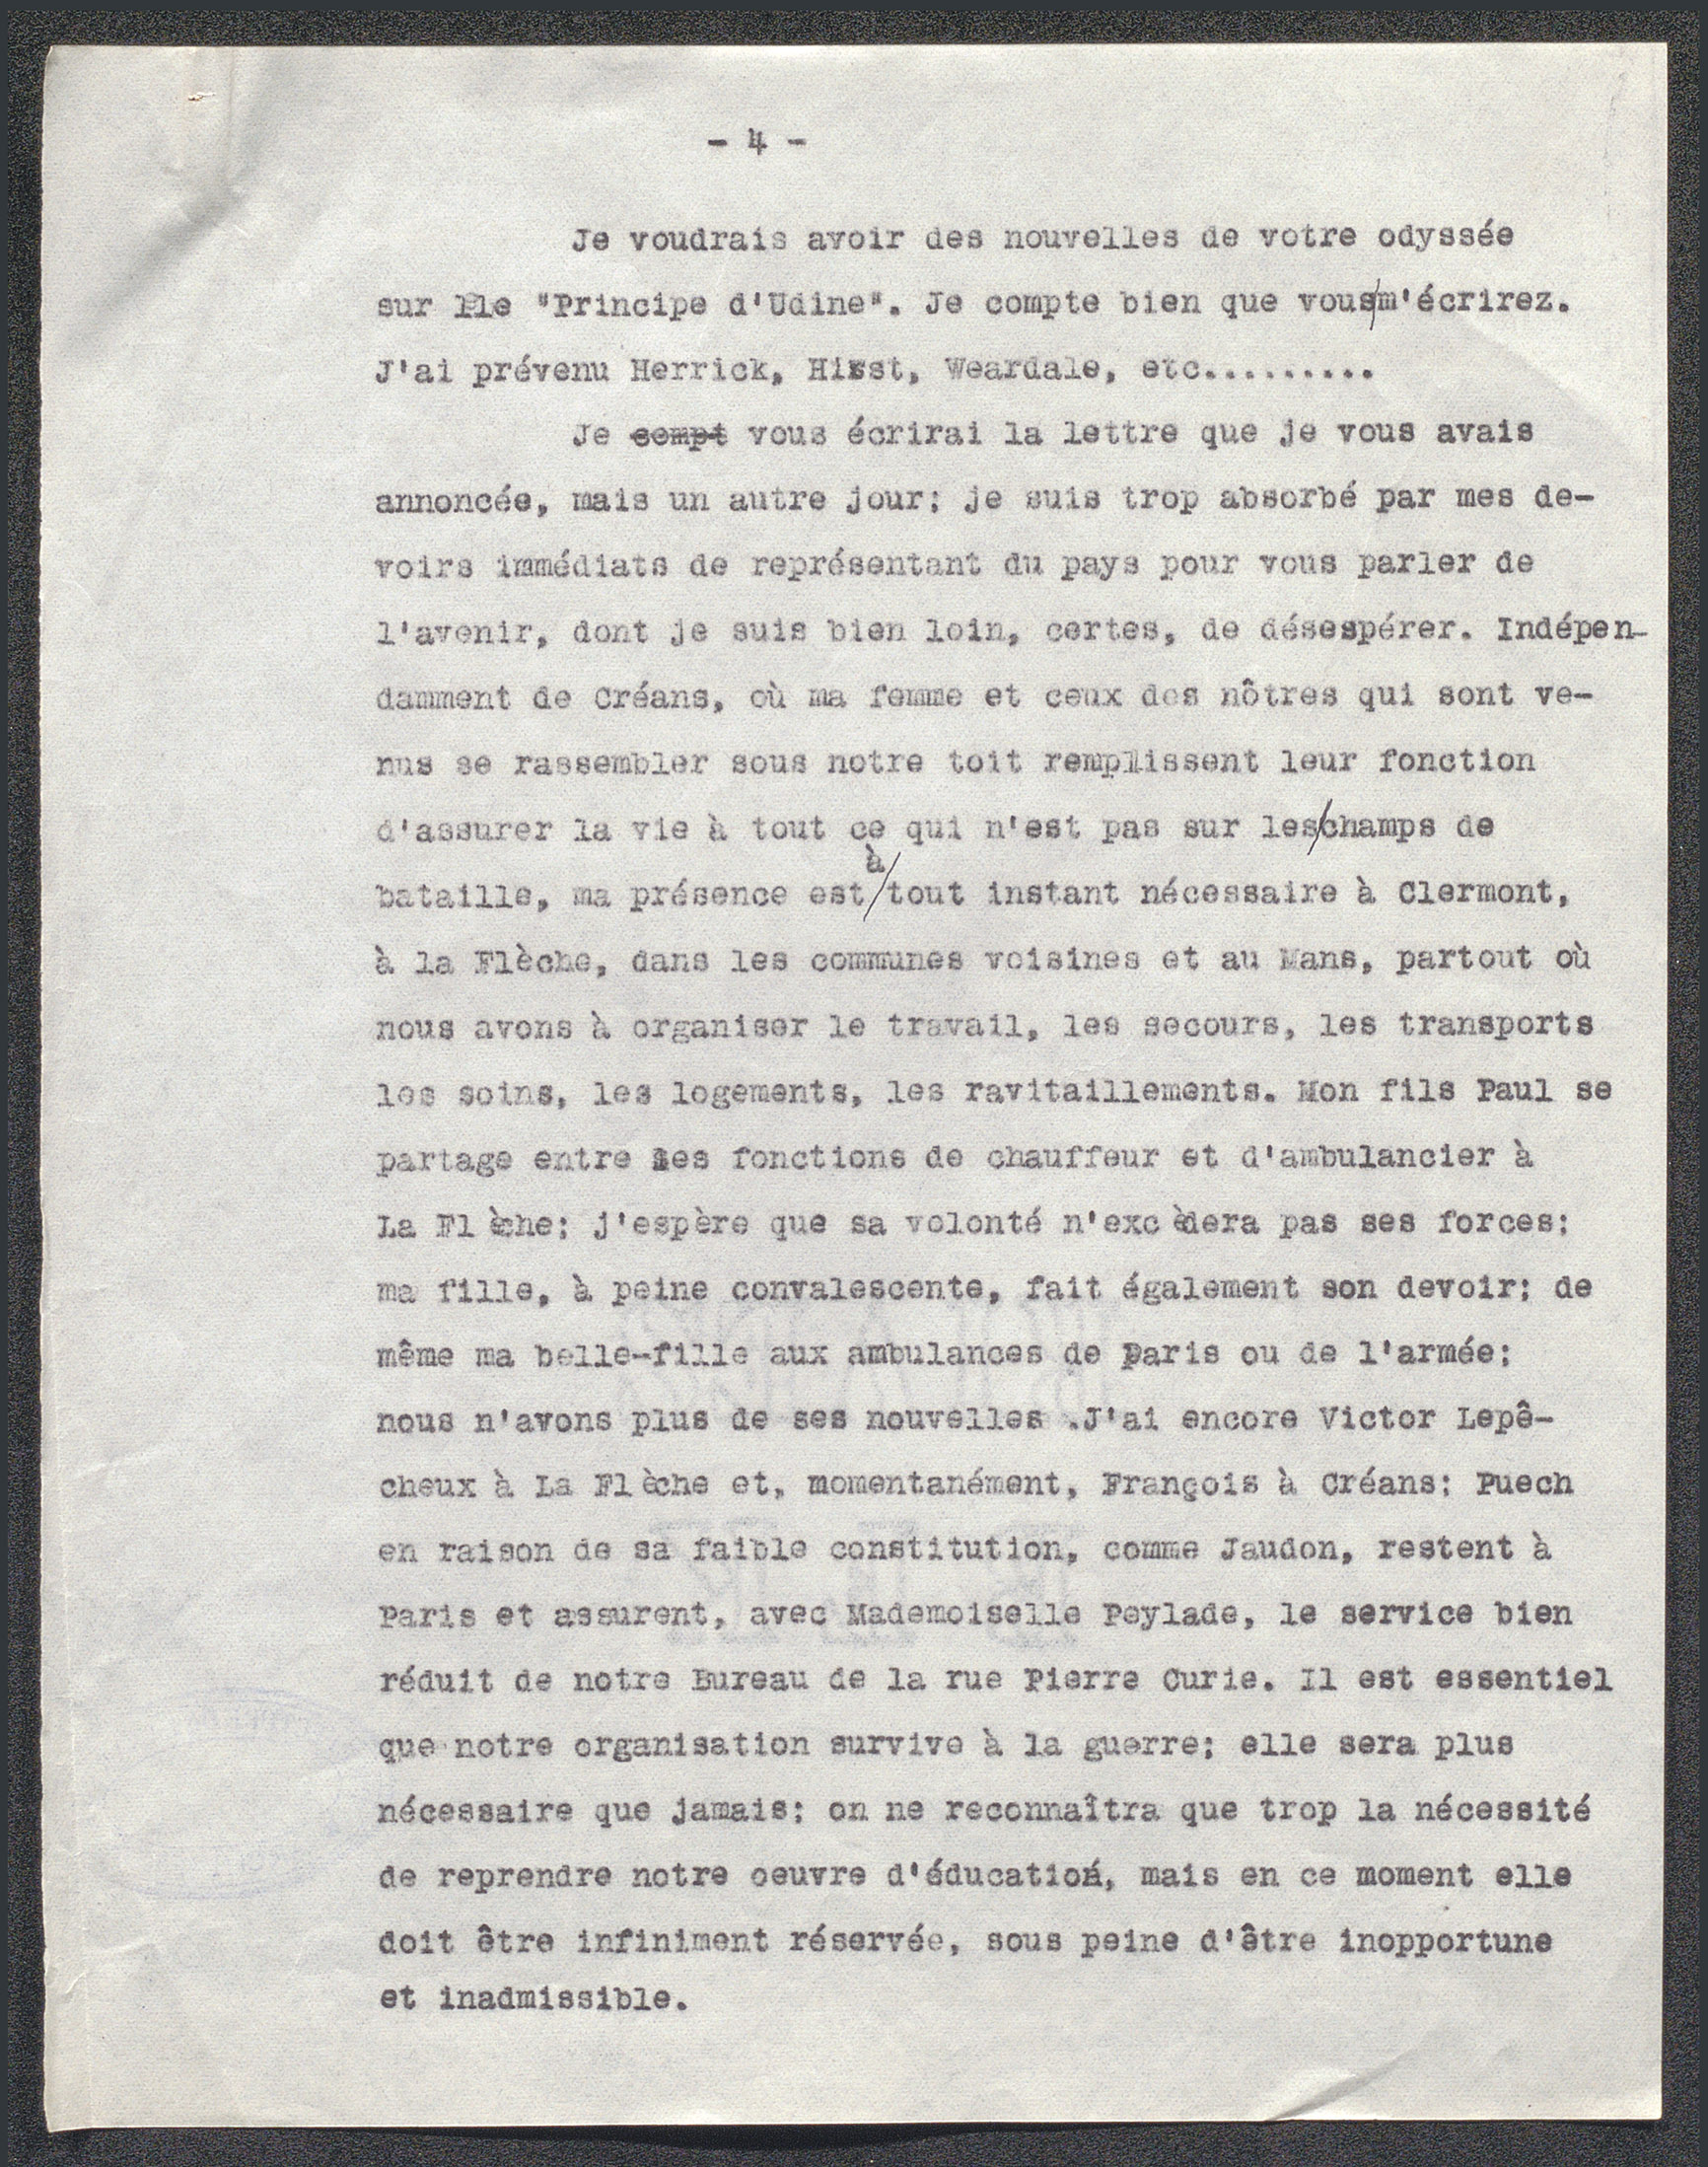 - 4 -
Je voudrais avoir des nouvelles de votre odyssée
sur lle "Principe d'Udine". Je compte bien que vous/m'écrirez.
J'ai prévenu Herrick, Hirst, Weardale, etc.........
Je compt vous écrirai la lettre que je vous avais
annoncée, mais un autre jour; je suis trop absorbé par mes de-
voirs immédiats de représentant du pays pour vous parler de
l'avenir, dont je suis bien loin, certes, de désespérer. Indépen-
damment de Créans, où ma femme et ceux des nôtres qui sont ve-
nus se rassembler sous notre toit remplissent leur fonction
d'assurer la vie à tout ce qui n'est pas sur les/champs de
bataille, ma présence est à/tout instant nécessaire à Clermont,
à la Flèche, dans les communes voisines et au Mans, partout où
nous avons à organiser le travail, les secours, les transports
les soins, les logements, les ravitaillements. Mon fils Paul se
partage entre ses fonctions de chauffeur et d'ambulancier à
La Flèche; j'espère que sa volonté n'excèdera pas ses forces;
ma fille, à peine convalescente, fait également son devoir; de
même ma belle-fille aux ambulances de Paris ou de l'armée;
nous n'avons plus de ses nouvelles .J'ai encore Victor Lepê-
cheux à La Flèche et, momentanément, François à Créans; Puech
en raison de sa faible constitution, comme Jaudon, restent à
Paris et assurent, avec Mademoiselle Peylade, le service bien
réduit de notre Bureau de la rue Pierre Curie. Il est essentiel
que notre organisation survive à la guerre; elle sera plus
nécessaire que jamais; on ne reconnaîtra que trop la nécessité
de reprendre notre oeuvre d'éducation, mais en ce moment elle
doit être infiniment réservée, sous peine d'être inopportune
et inadmissible.